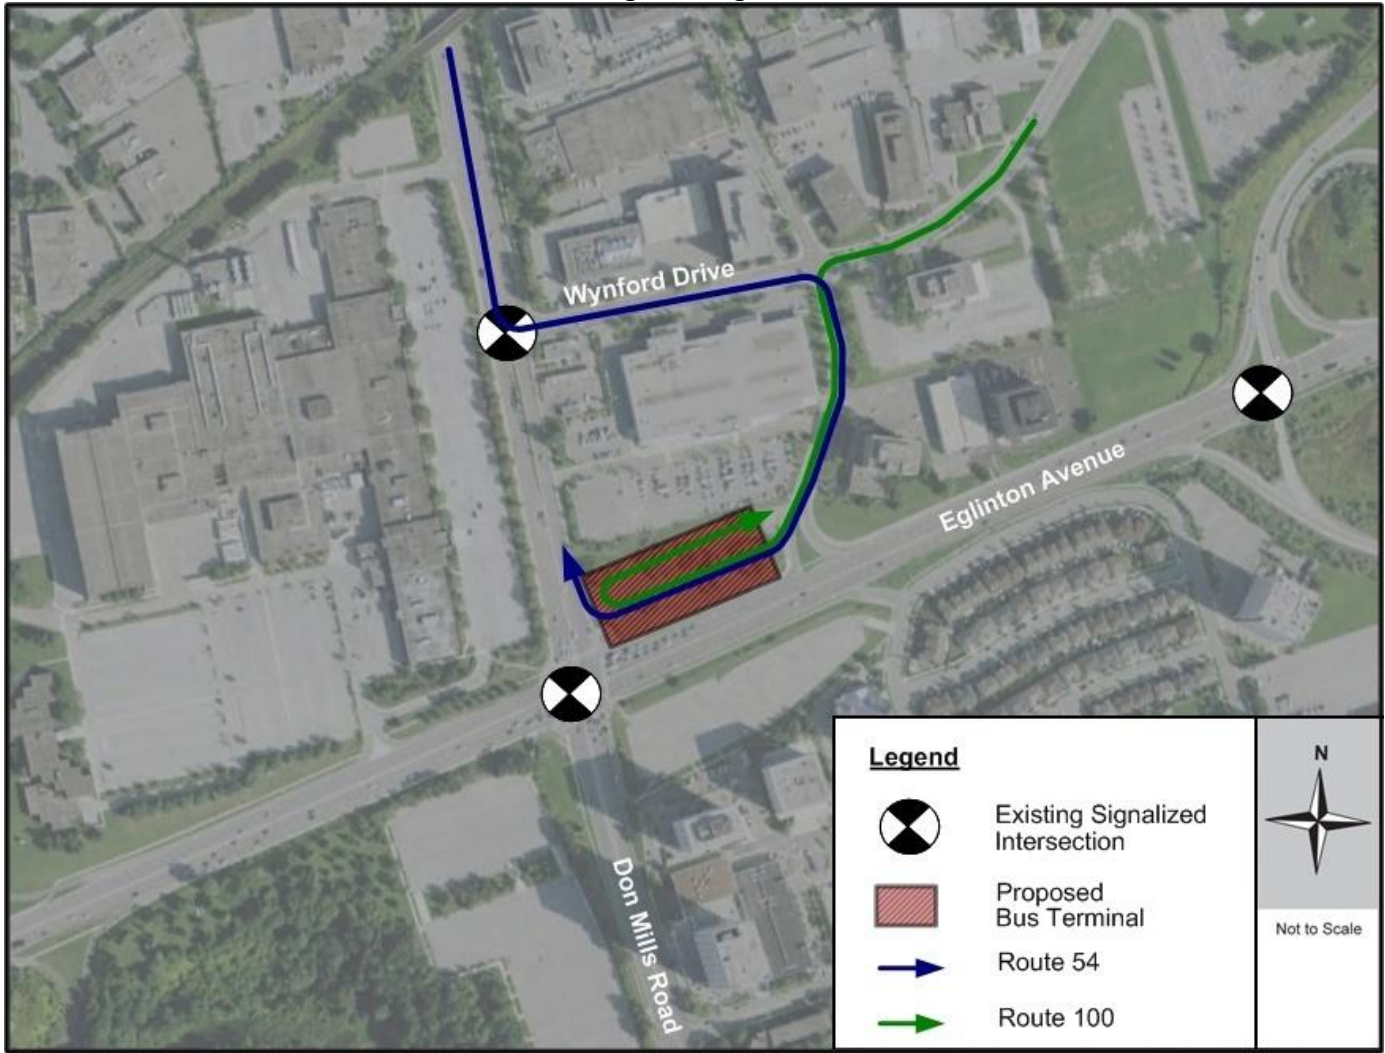 Wynford Drive
Eglinton Avenue
Don Mills Road
Legend
Existing Signalized
Intersection
Proposed
Bus Terminal
Route 54
Route 100
N
Not to Scale